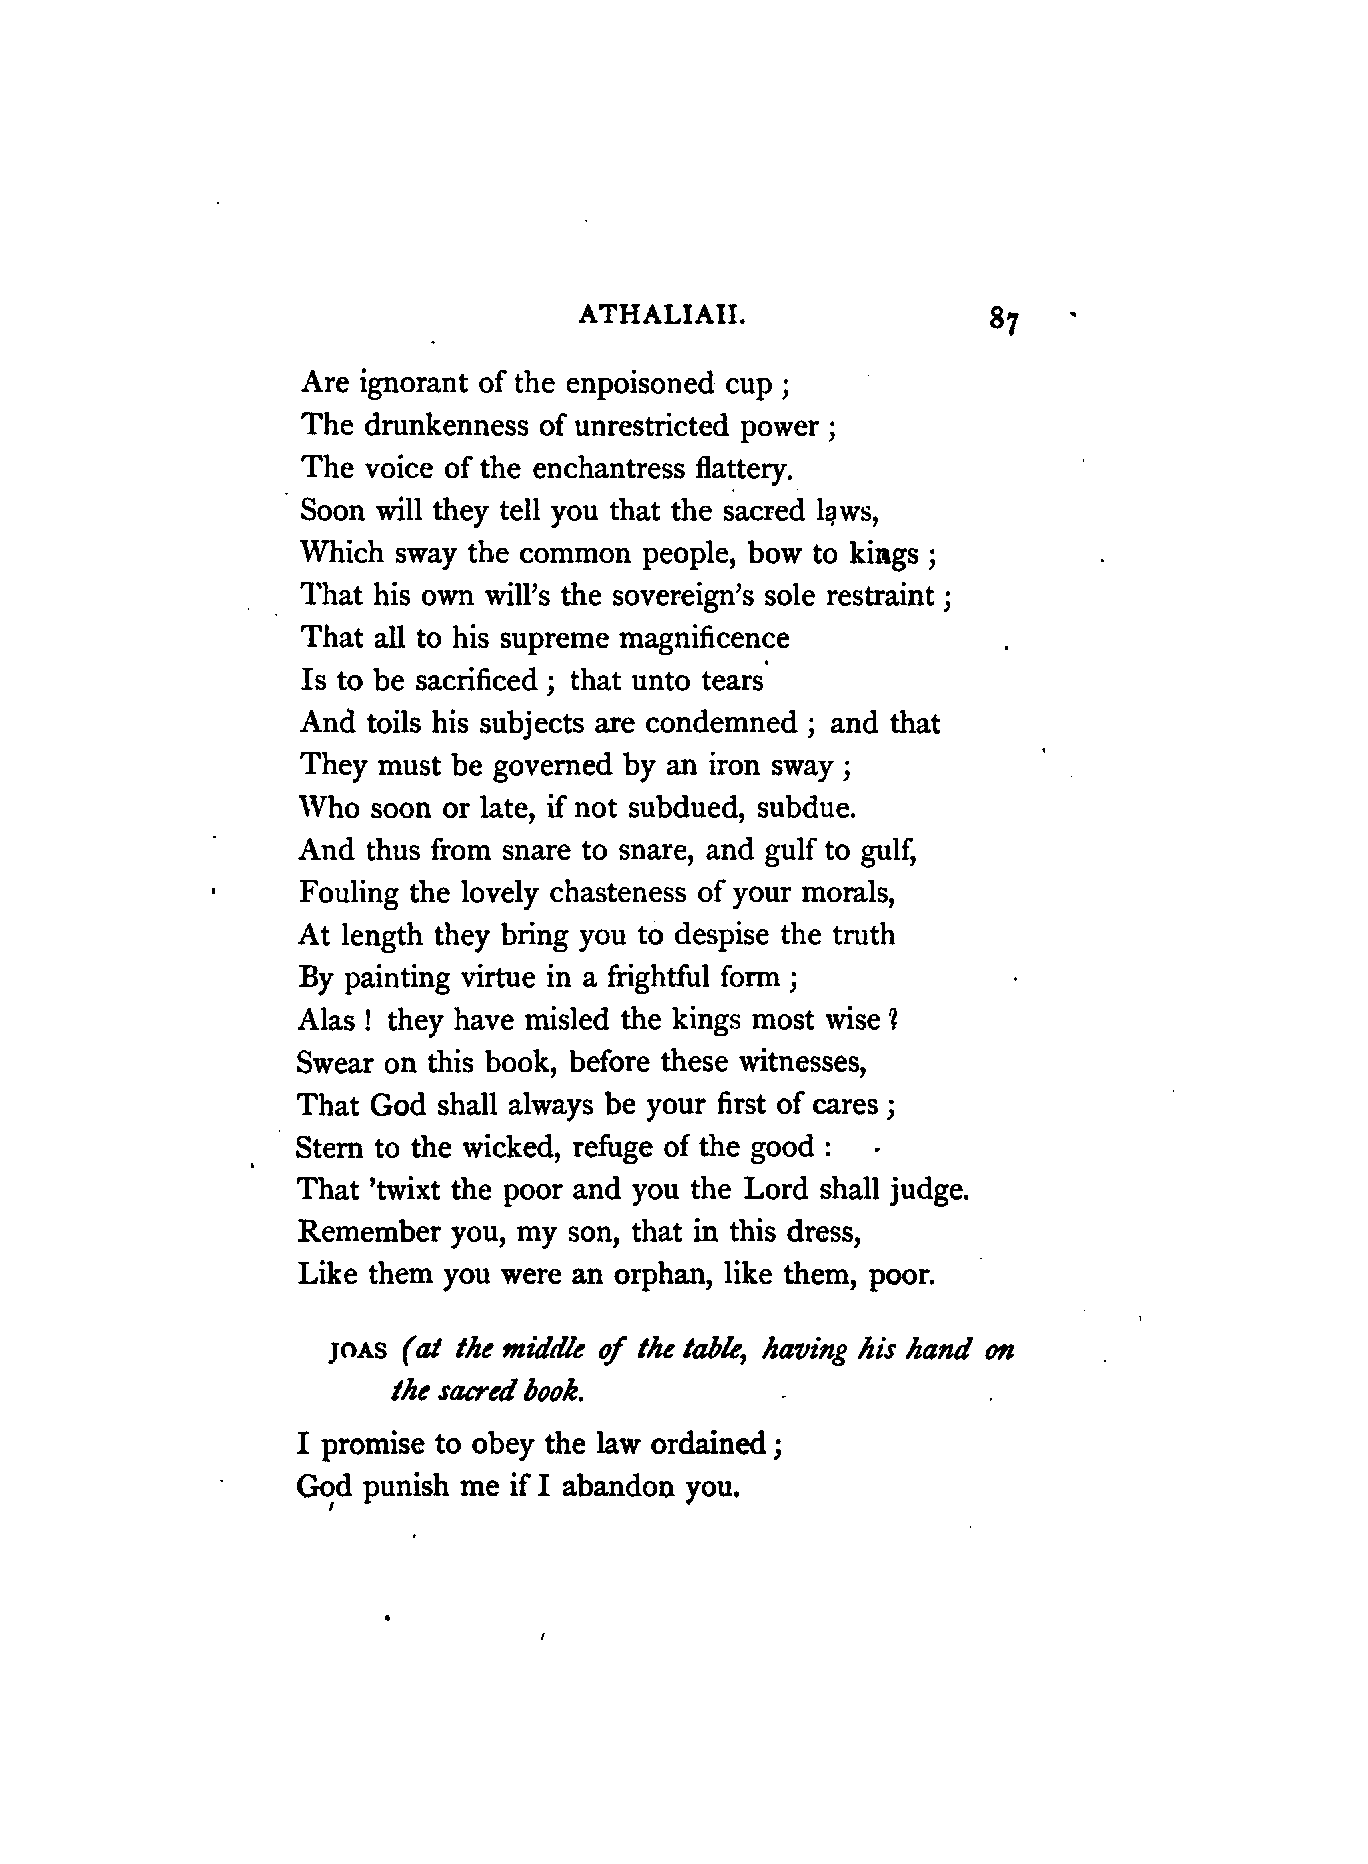 ATHALIAH. 87
Are ignorant of the enpoisoned cup ;
The drunkenness of unrestricted power ;
The voice of the enchantress flattery.
Soon will they tell you that the sacred laws,
Which sway the common people, bow to kings ;
That his own will's the sovereign's sole restraint ;
That all to his supreme magnificence
Is to be sacrificed ; that unto tears
And toils his subjects are condemned ; and that
They must be governed by an iron sway ;
Who soon or late, if not subdued, subdue.
And thus from snare to snare, and gulf to gulf,
Fouling the lovely chasteness of your morals,
At length they bring you to despise the truth
By painting virtue in a frightful form ;
Alas ! they have misled the kings most wise ?
Swear on this book, before these witnesses,
That God shall always be your first of cares ;
Stern to the wicked, refuge of the good :
That 'twixt the poor and you the Lord shall judge.
Remember you, my son, that in this dress,
Like them you were an orphan, like them, poor.
JOAS (at the middle of the table, having his hand on
the sacred book.
I promise to obey the law ordained ;
God punish me if I abandon you.